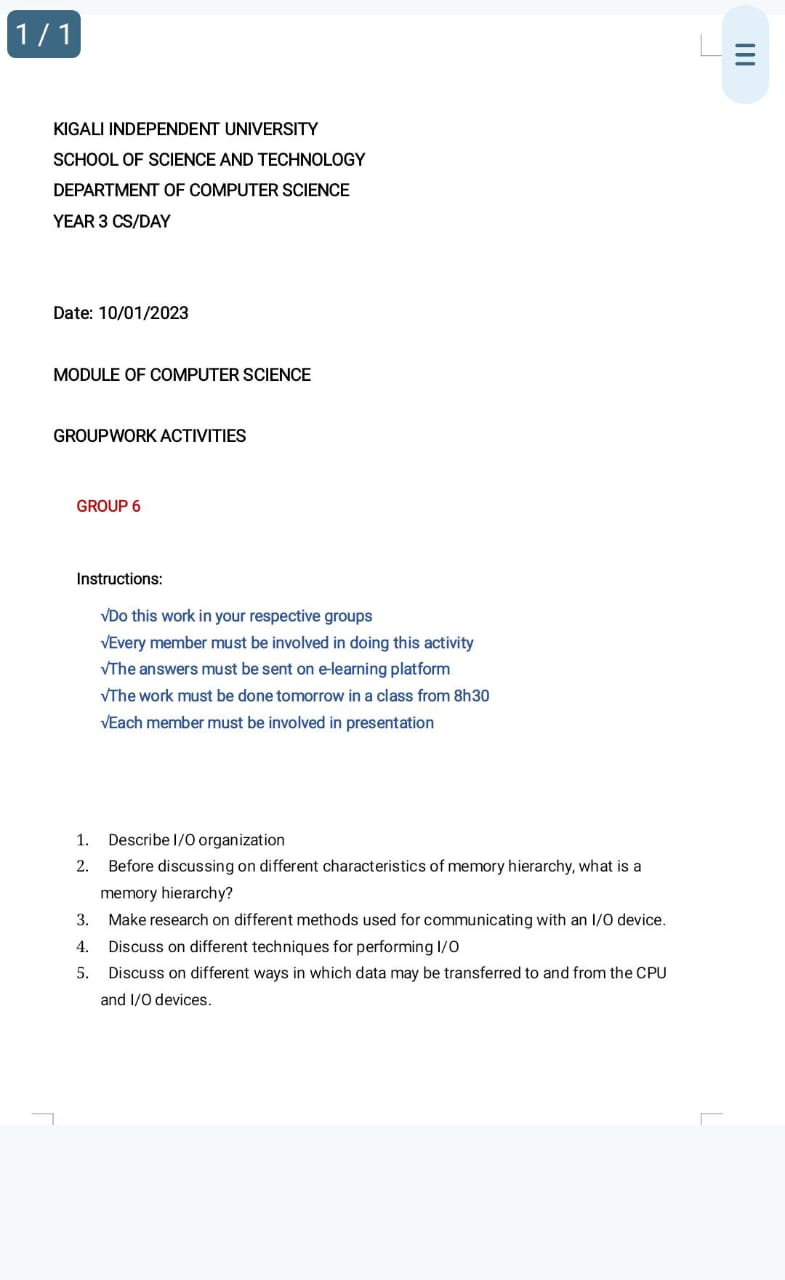 1 / 1
KIGALI INDEPENDENT UNIVERSITY
SCHOOL OF SCIENCE AND TECHNOLOGY
DEPARTMENT OF COMPUTER SCIENCE
YEAR 3 CS/DAY
Date: 10/01/2023
MODULE OF COMPUTER SCIENCE
GROUPWORK ACTIVITIES
GROUP 6
Instructions:
√Do this work in your respective groups
√Every member must be involved in doing this activity
√The answers must be sent on e-learning platform
√The work must be done tomorrow in a class from 8h30
√Each member must be involved in presentation
1. Describe I/O organization
2. Before discussing on different characteristics of memory hierarchy, what is a
memory hierarchy?
3. Make research on different methods used for communicating with an I/O device.
4. Discuss on different techniques for performing I/O
5. Discuss on different ways in which data may be transferred to and from the CPU
and I/O devices.